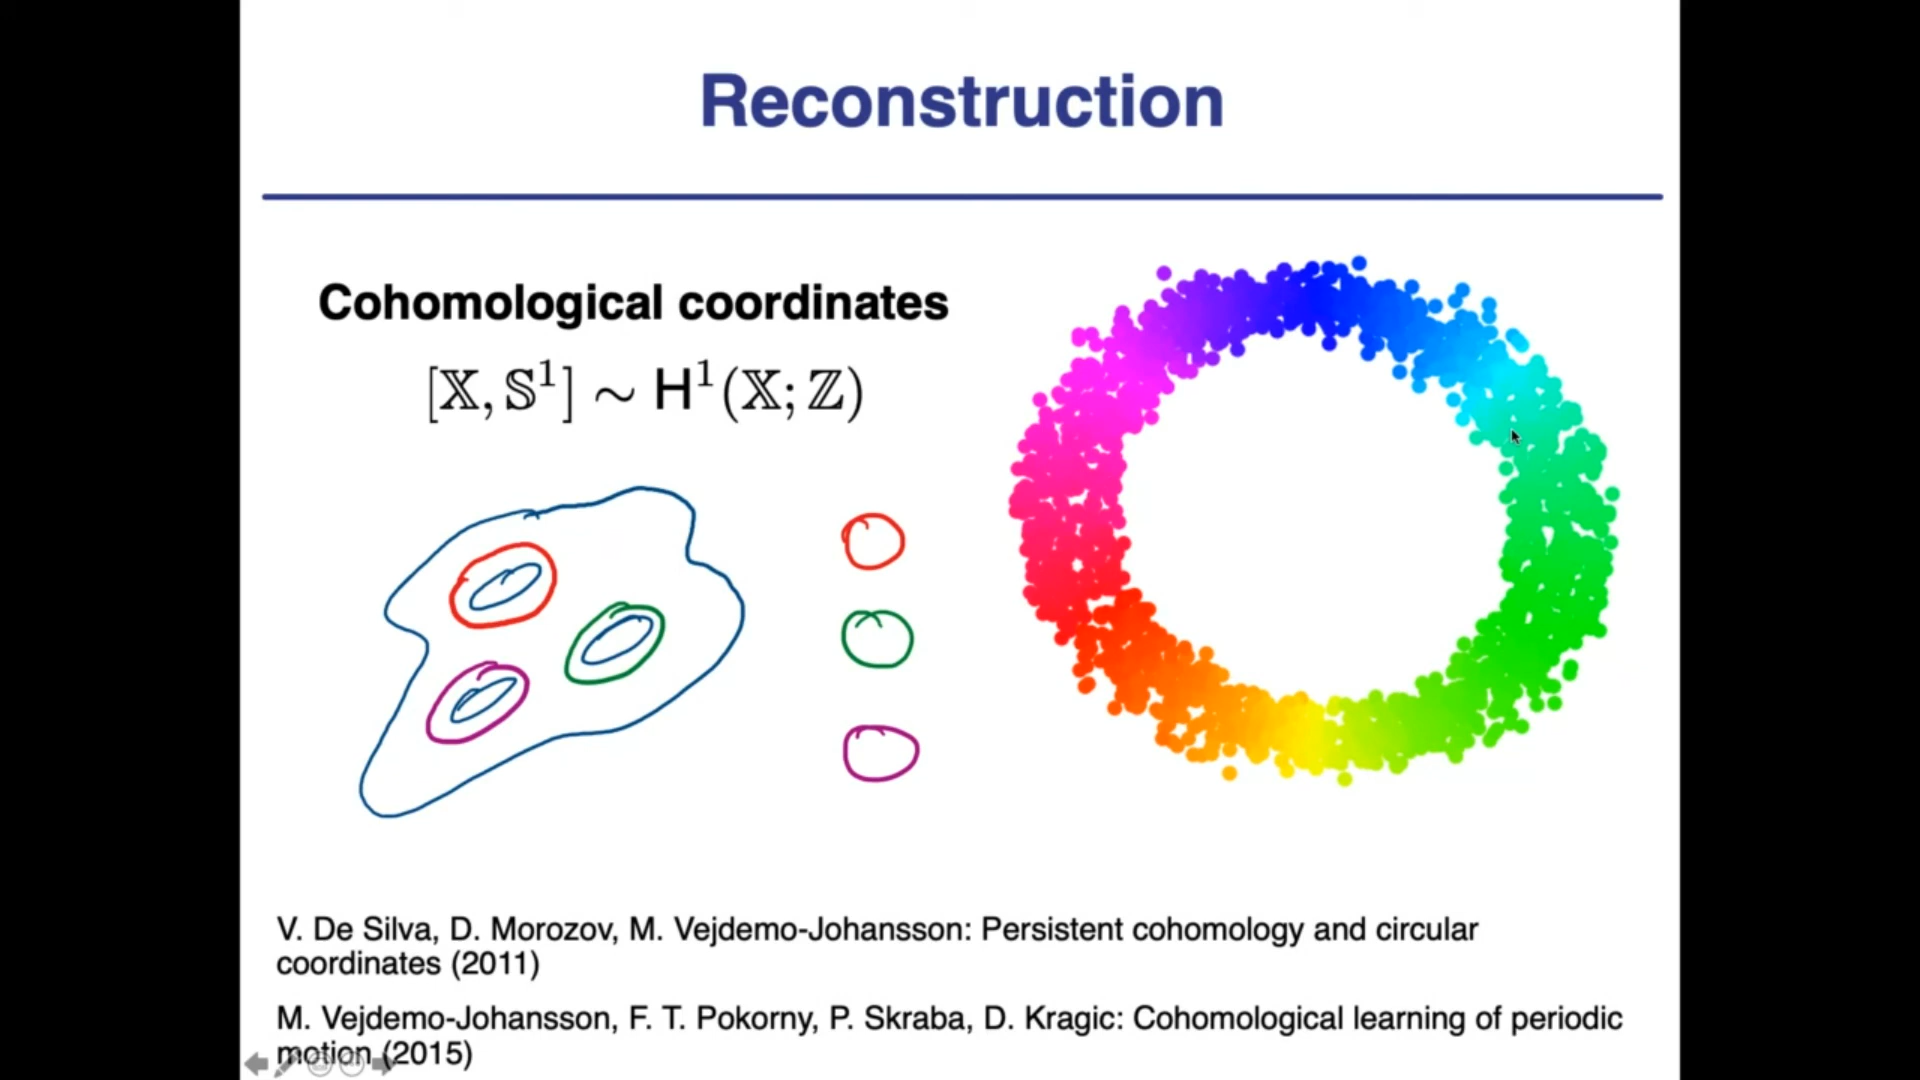 Reconstruction
Cohomological coordinates
[𝕏, 𝕊¹] ~ H¹(𝕏; ℤ)
V. De Silva, D. Morozov, M. Vejdemo-Johansson: Persistent cohomology and circular
coordinates (2011)
M. Vejdemo-Johansson, F. T. Pokorny, P. Skraba, D. Kragic: Cohomological learning of periodic
motion (2015)